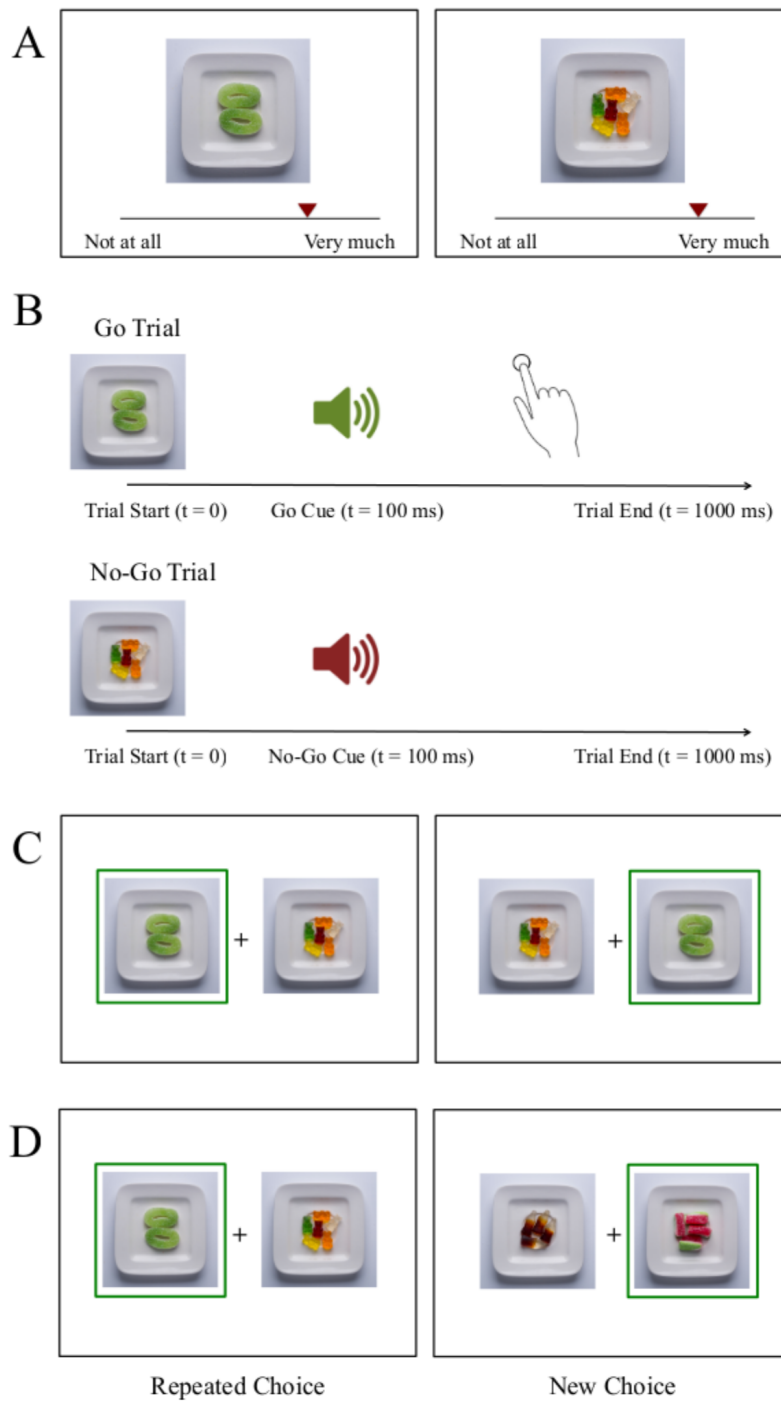 A
Not at all Very much
Not at all Very much
B
Go Trial
Trial Start (t = 0) Go Cue (t = 100 ms) Trial End (t = 1000 ms)
No-Go Trial
Trial Start (t = 0) No-Go Cue (t = 100 ms) Trial End (t = 1000 ms)
C
+ +
D
+ +
Repeated Choice New Choice